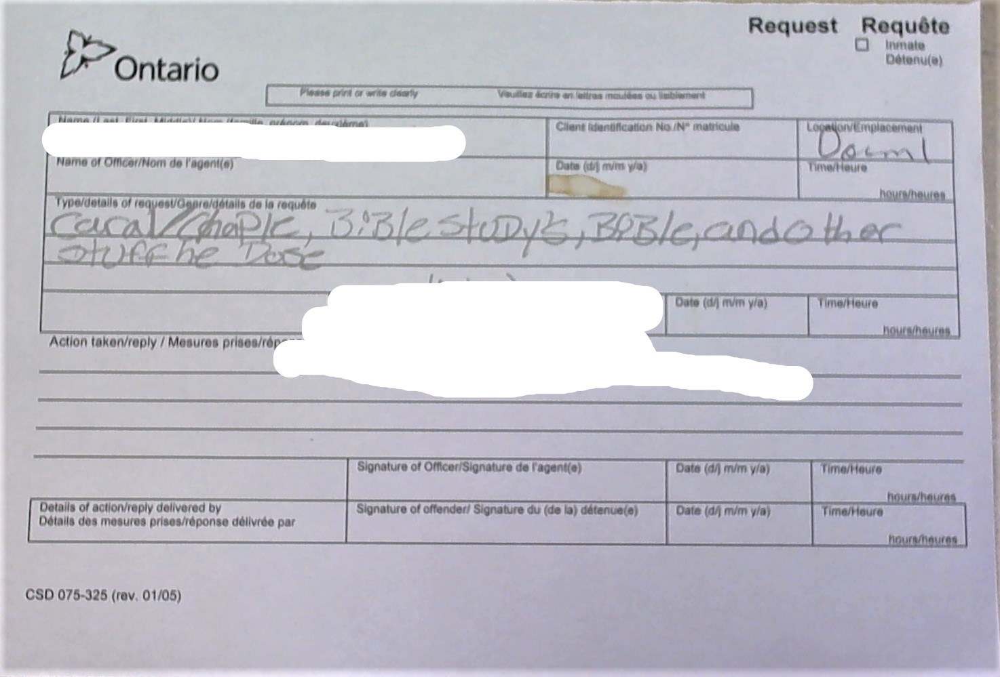 Request Requête
Inmate
Détenu(e)
Ontario
Please print or write clearly Veuillez écrire en lettres moulées ou lisiblement
Name (Last, First, Middle)/ Nom (famille, prénom, deuxième)
Client Identification No./N° matricule
Location/Emplacement
Name of Officer/Nom de l'agent(e)
Date (d/j m/m y/a)
Time/Heure
hours/heures
Type/details of request/Genre/détails de la requête
Caral/Chaple, BiBle STUDY's, BiBle, and other
STUFF he Dose
Date (d/j m/m y/a)
Time/Heure
hours/heures
Action taken/reply / Mesures prises/rép
Signature of Officer/Signature de l'agent(e)
Date (d/j m/m y/a)
Time/Heure
hours/heures
Details of action/reply delivered by
Détails des mesures prises/réponse délivrée par
Signature of offender/ Signature du (de la) détenue(e)
Date (d/j m/m y/a)
Time/Heure
hours/heures
CSD 075-325 (rev. 01/05)